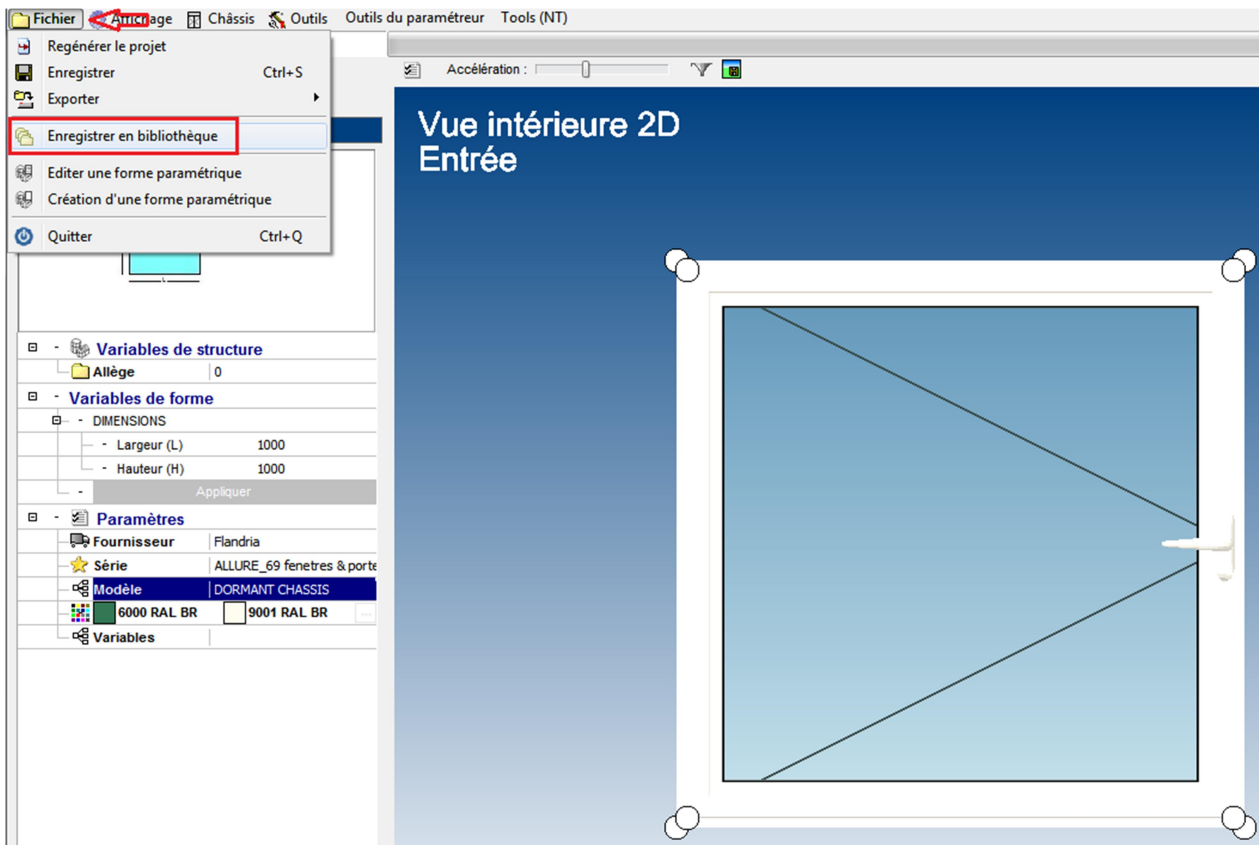 Fichier Affichage Châssis Outils Outils du paramétreur Tools (NT)
Regénérer le projet
Enregistrer Ctrl+S
Exporter
Enregistrer en bibliothèque
Editer une forme paramétrique
Création d'une forme paramétrique
Quitter Ctrl+Q
Accélération :
Vue intérieure 2D
Entrée
Variables de structure
Allège 0
Variables de forme
DIMENSIONS
Largeur (L) 1000
Hauteur (H) 1000
Appliquer
Paramètres
Fournisseur Flandria
Série ALLURE_69 fenetres & porte
Modèle DORMANT CHASSIS
6000 RAL BR 9001 RAL BR ...
Variables